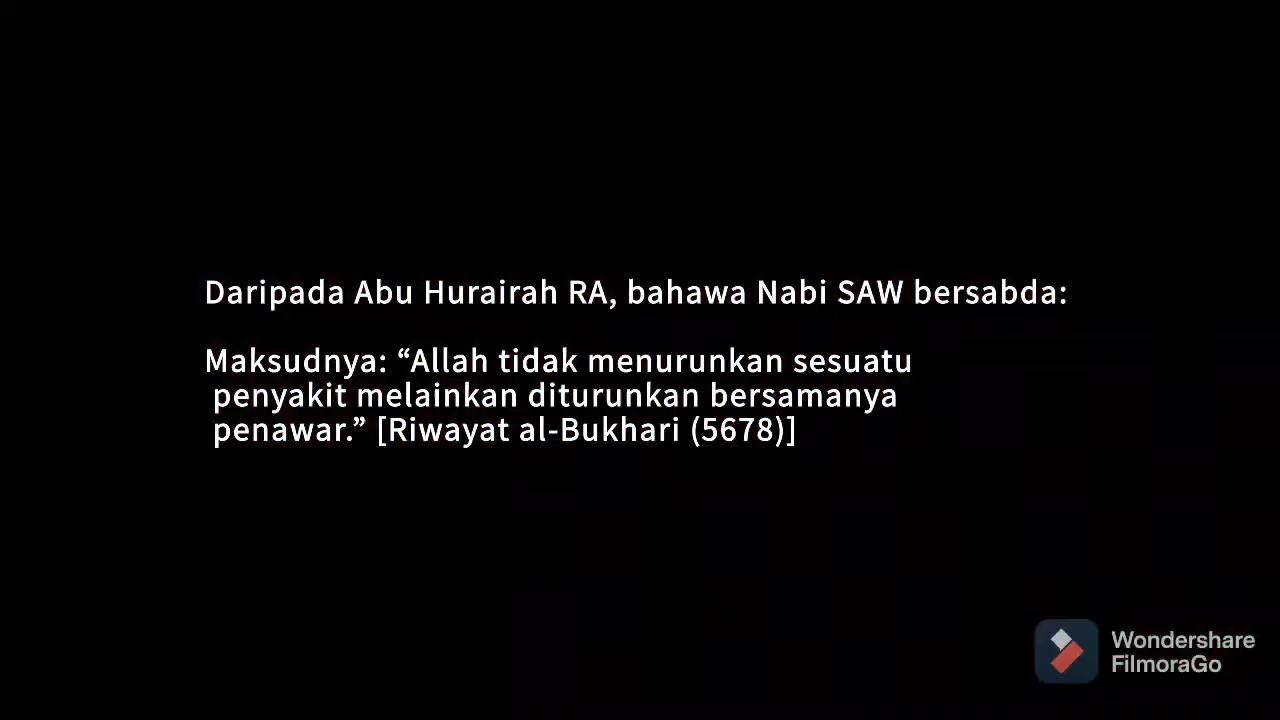 Daripada Abu Hurairah RA, bahawa Nabi SAW bersabda:
Maksudnya: “Allah tidak menurunkan sesuatu
penyakit melainkan diturunkan bersamanya
penawar.” [Riwayat al-Bukhari (5678)]
Wondershare
FilmoraGo